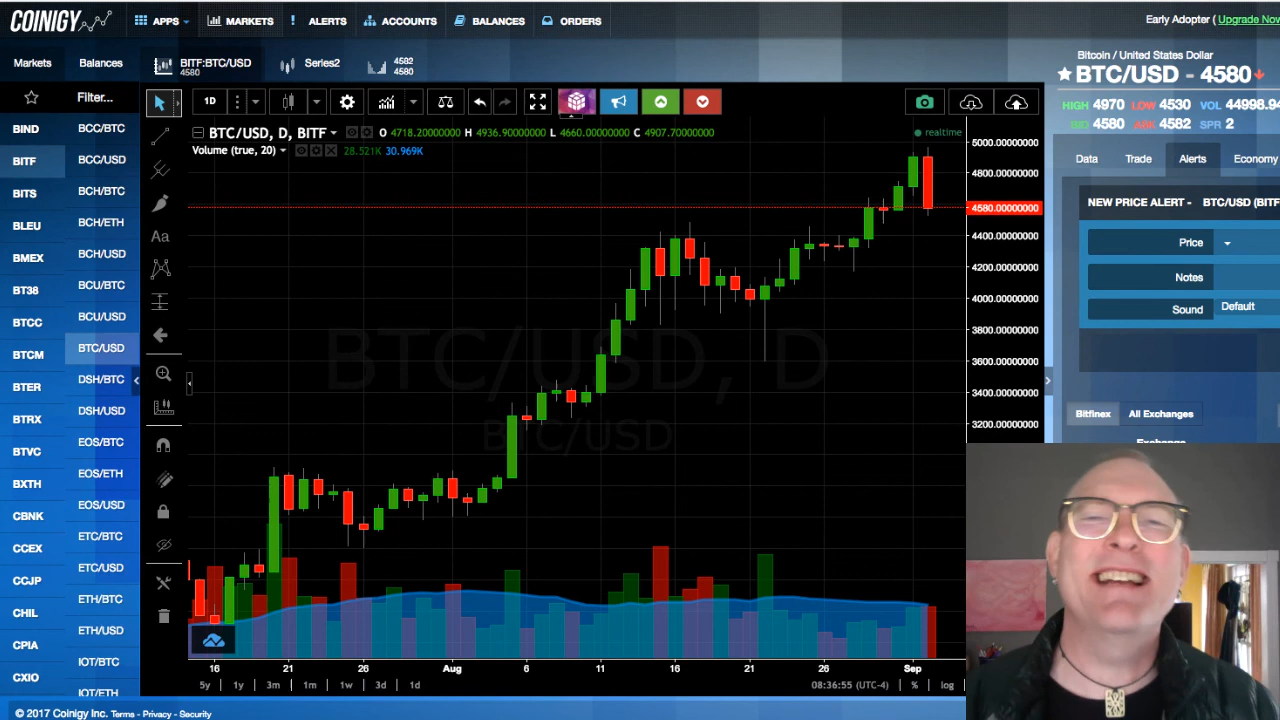 COINIGY
APPS
MARKETS
! ALERTS
ACCOUNTS
BALANCES
ORDERS
Early Adopter ( Upgrade Now
Markets
Balances
BITF:BTC/USD
4580
Series2
4582
4580
Bitcoin / United States Dollar
BTC/USD - 4580
HIGH 4970 LOW 4530 VOL 44998.94
BID 4580 ASK 4582 SPR 2
Filter...
1D
BIND
BITF
BITS
BLEU
BMEX
BT38
BTCC
BTCM
BTER
BTRX
BTVC
BXTH
CBNK
CCEX
CCJP
CHIL
CPIA
CXIO
BCC/BTC
BCC/USD
BCH/BTC
BCH/ETH
BCH/USD
BCU/BTC
BCU/USD
BTC/USD
DSH/BTC
DSH/USD
EOS/BTC
EOS/ETH
EOS/USD
ETC/BTC
ETC/USD
ETH/BTC
ETH/USD
IOT/BTC
IOT/ETH
Aa
BTC/USD, D, BITF
O 4718.20000000 H 4936.90000000 L 4660.00000000 C 4907.70000000
realtime
Volume (true, 20)
28.521K 30.969K
BTC/USD, D
BTC/USD
5000.00000000
4800.00000000
4580.00000000
4400.00000000
4200.00000000
4000.00000000
3800.00000000
3600.00000000
3400.00000000
3200.00000000
16 21 26 Aug 6 11 16 21 26 Sep
5y 1y 3m 1m 1w 3d 1d
08:36:55 (UTC-4) % log
Data
Trade
Alerts
Economy
NEW PRICE ALERT - BTC/USD (BITF
Price
Notes
Sound
Default
Bitfinex
All Exchanges
Exchange
© 2017 Coinigy Inc. Terms - Privacy - Security